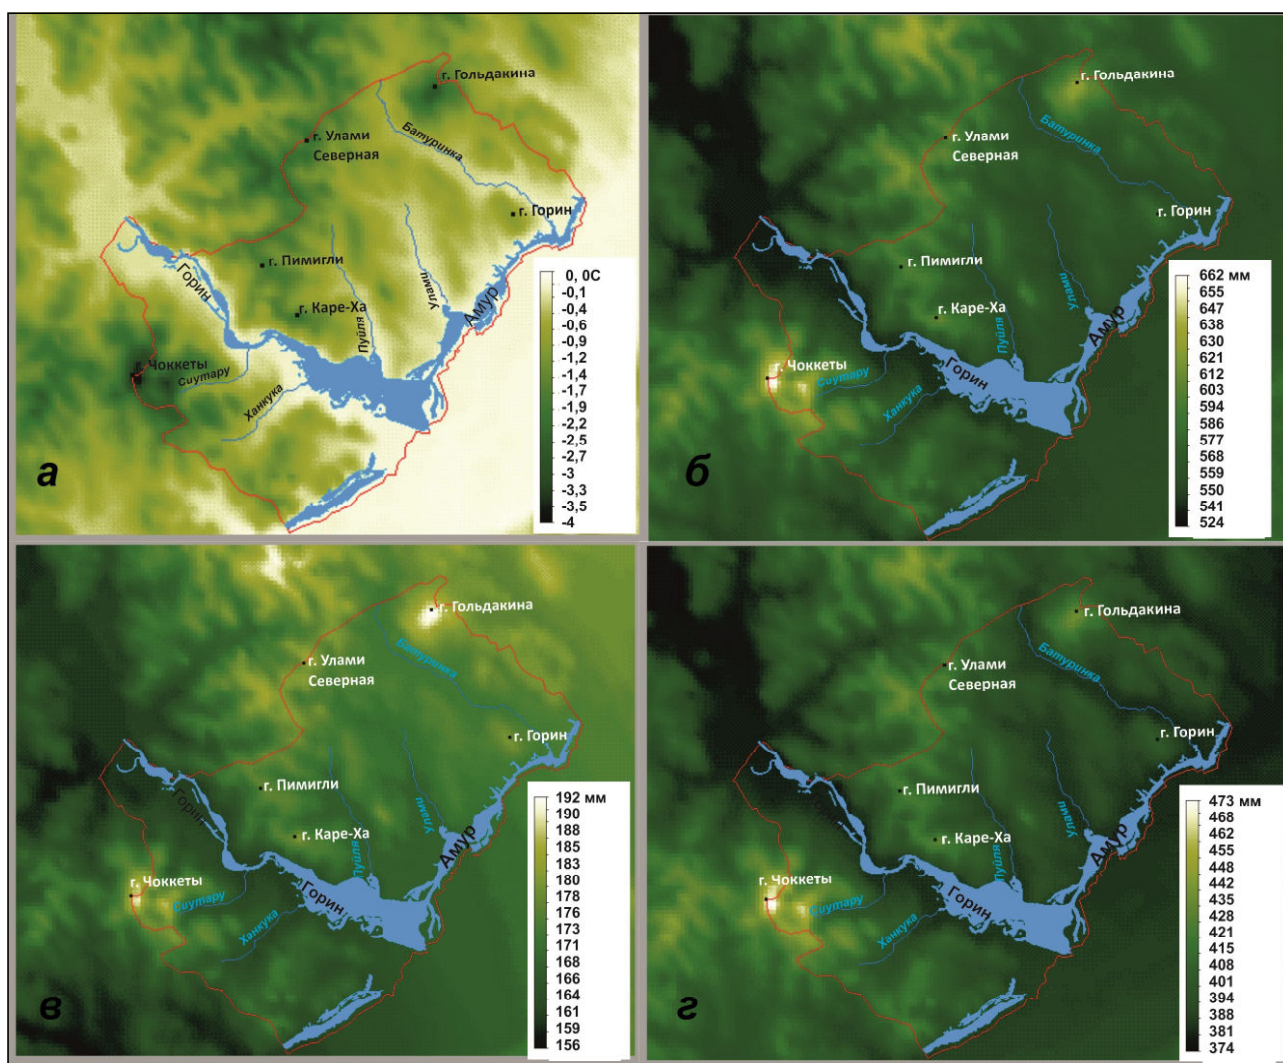 г. Гольдакина
Батуринка
г. Улами
Северная
г. Горин
г. Пимигли
Горин
Улами
Амур
г. Каре-Ха
Пуйля
г. Чоккеты
Сиутару
Ханкука
а
0, 0С
-0,1
-0,4
-0,6
-0,9
-1,2
-1,4
-1,7
-1,9
-2,2
-2,5
-2,7
-3
-3,3
-3,5
-4
г. Гольдакина
Батуринка
г. Улами
Северная
г. Горин
г. Пимигли
Улами
Амур
г. Каре-Ха
Пуйля
г. Чоккеты
Сиутару
Горин
Ханкука
б
662 мм
655
647
638
630
621
612
603
594
586
577
568
559
550
541
524
г. Гольдакина
Батуринка
г. Улами
Северная
г. Горин
г. Пимигли
Горин
Улами
Амур
г. Каре-Ха
Пуйля
г. Чоккеты
Сиутару
Горин
Ханкука
в
192 мм
190
188
185
183
180
178
176
173
171
168
166
164
161
159
156
г. Гольдакина
Батуринка
г. Улами
Северная
г. Горин
г. Пимигли
Улами
Амур
г. Каре-Ха
Пуйля
г. Чоккеты
Сиутару
Горин
Ханкука
г
473 мм
468
462
455
448
442
435
428
421
415
408
401
394
388
381
374